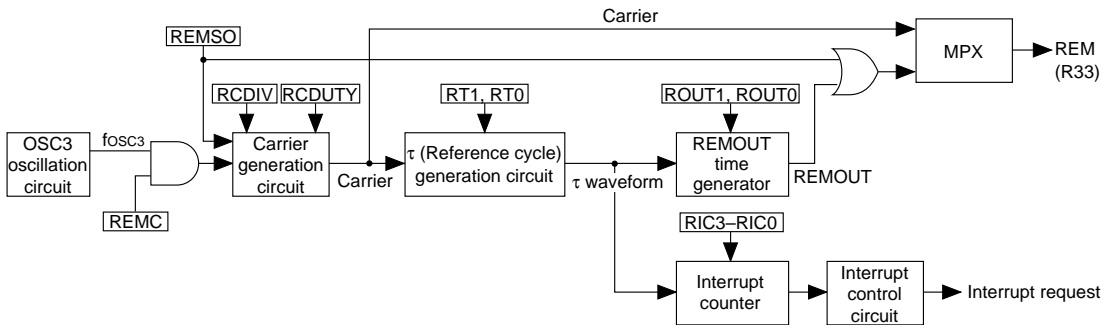 Carrier
REMSO
MPX
REM
(R33)
RCDIV
RCDUTY
RT1, RT0
ROUT1, ROUT0
OSC3
oscillation
circuit
fOSC3
Carrier
generation
circuit
Carrier
τ (Reference cycle)
generation circuit
τ waveform
REMOUT
time
generator
REMOUT
REMC
RIC3–RIC0
Interrupt
counter
Interrupt
control
circuit
Interrupt request